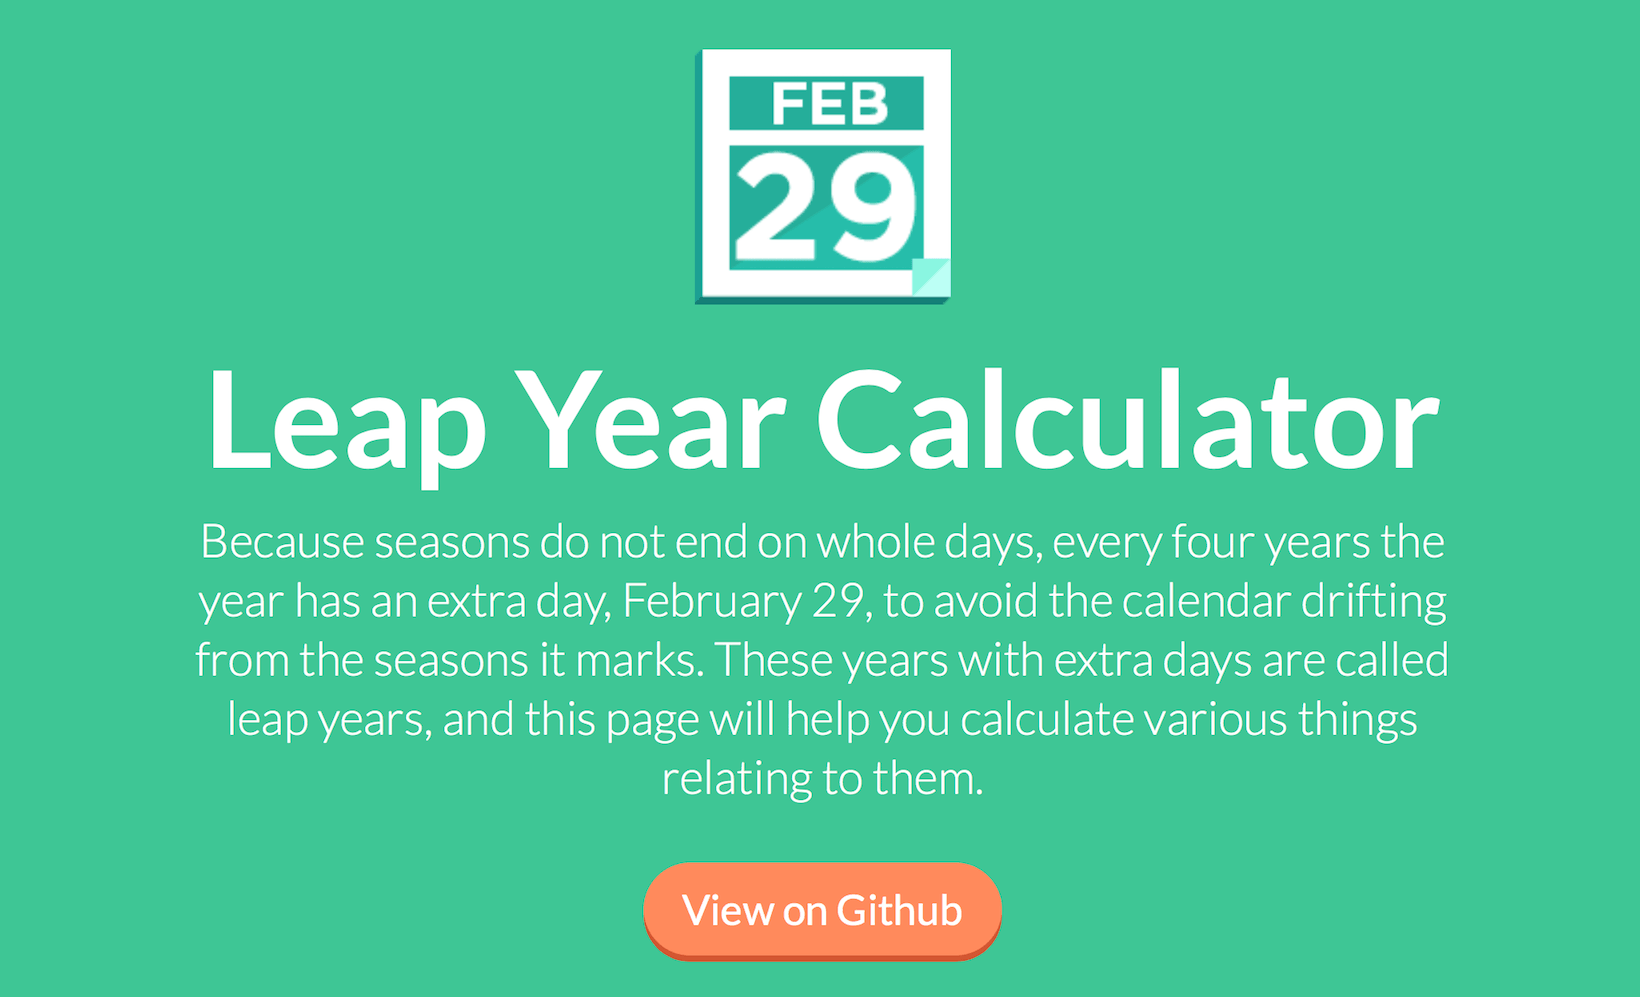 FEB
29
Leap Year Calculator
Because seasons do not end on whole days, every four years the
year has an extra day, February 29, to avoid the calendar drifting
from the seasons it marks. These years with extra days are called
leap years, and this page will help you calculate various things
relating to them.
View on Github